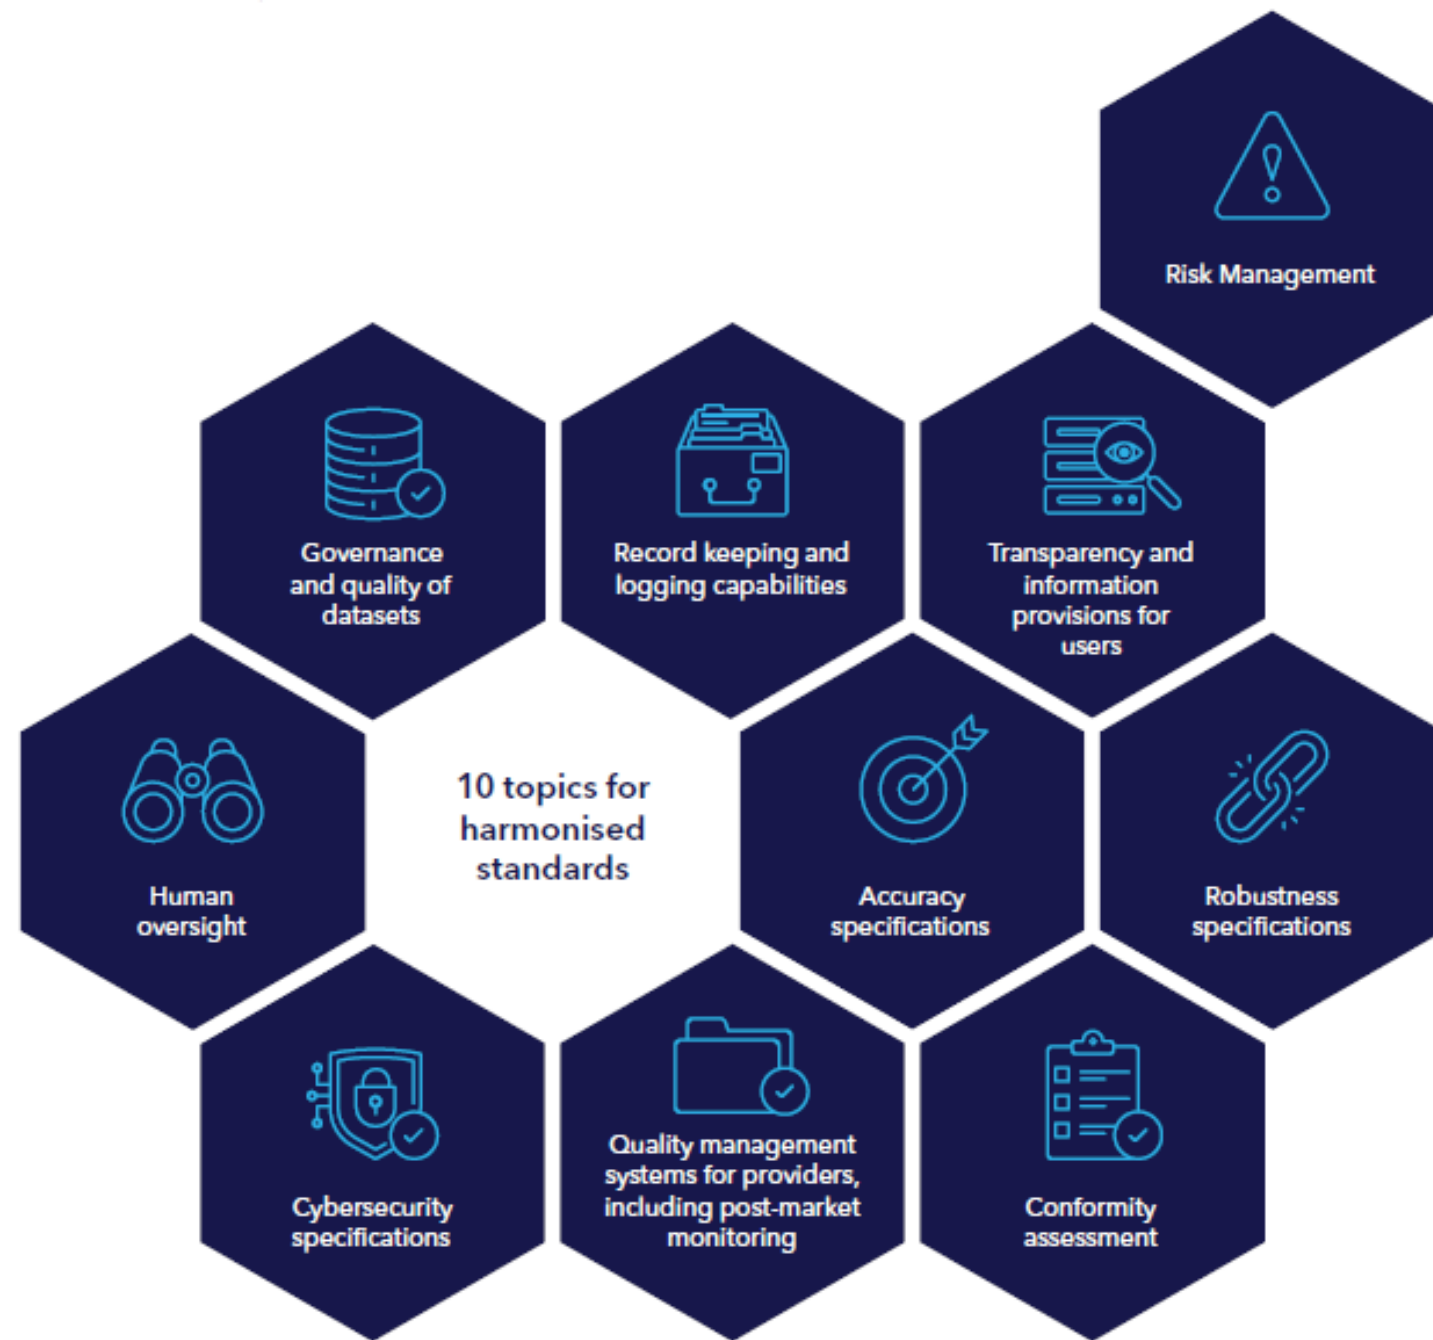 Risk Management
Governance
and quality of
datasets
Record keeping and
logging capabilities
Transparency and
information
provisions for
users
Human
oversight
10 topics for
harmonised
standards
Accuracy
specifications
Robustness
specifications
Cybersecurity
specifications
Quality management
systems for providers,
including post-market
monitoring
Conformity
assessment